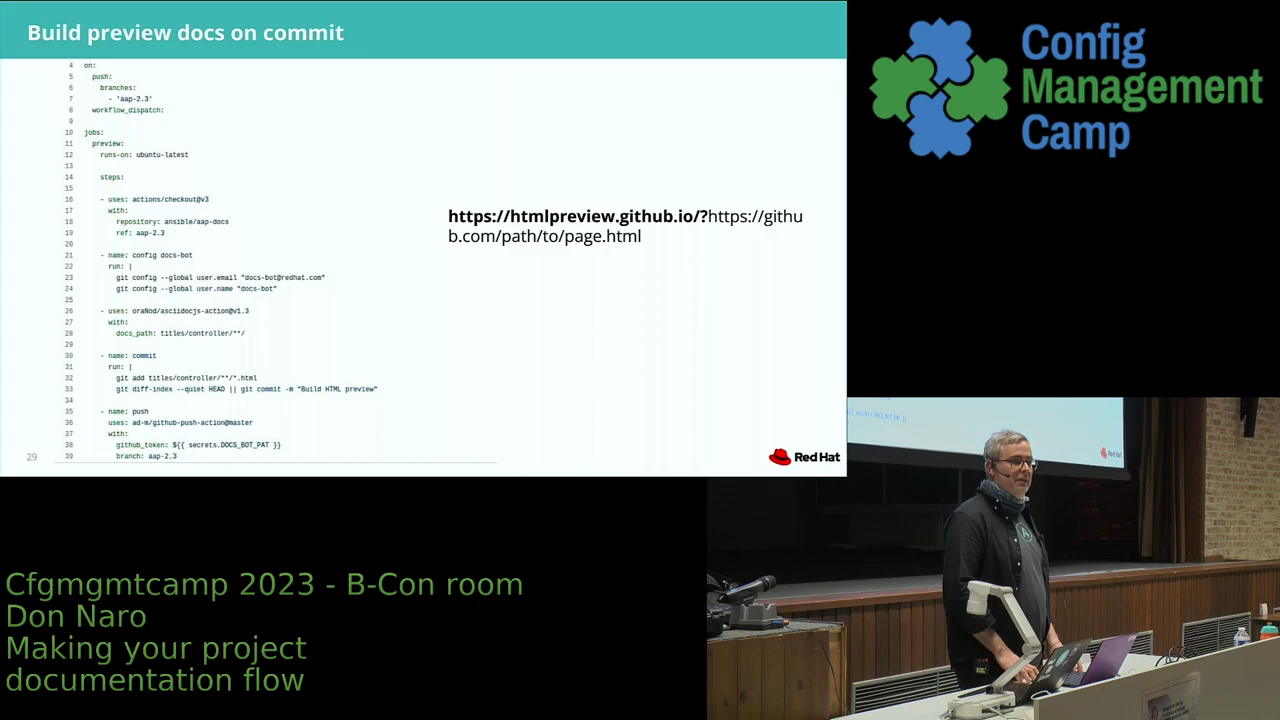 Build preview docs on commit
4 on:
5 push:
6 branches:
7 - 'aap-2.3'
8 workflow_dispatch:
9
10 jobs:
11 preview:
12 runs-on: ubuntu-latest
13
14 steps:
15
16 - uses: actions/checkout@v3
17 with:
18 repository: ansible/aap-docs
19 ref: aap-2.3
20
21 - name: config docs-bot
22 run: |
23 git config --global user.email "docs-bot@redhat.com"
24 git config --global user.name "docs-bot"
25
26 - uses: oraNod/asciidocjs-action@v1.3
27 with:
28 docs_path: titles/controller/**/
29
30 - name: commit
31 run: |
32 git add titles/controller/**/*.html
33 git diff-index --quiet HEAD || git commit -m "Build HTML preview"
34
35 - name: push
36 uses: ad-m/github-push-action@master
37 with:
38 github_token: ${{ secrets.DOCS_BOT_PAT }}
39 branch: aap-2.3
https://htmlpreview.github.io/?https://githu
b.com/path/to/page.html
29
Red Hat
Config
Management
Camp
Red Hat
Cfgmgmtcamp 2023 - B-Con room
Don Naro
Making your project
documentation flow